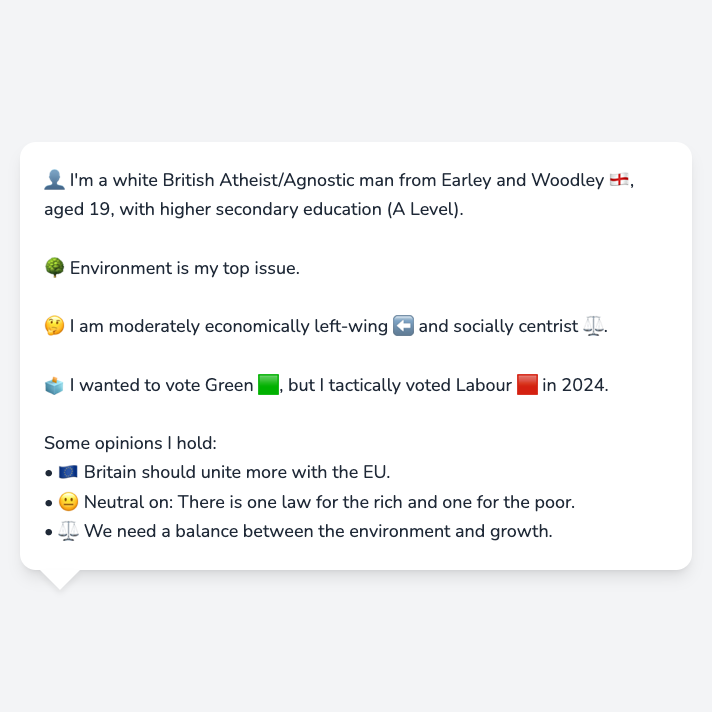 👤 I'm a white British Atheist/Agnostic man from Earley and Woodley 🏴󠁧󠁢󠁥󠁮󠁧󠁿,
aged 19, with higher secondary education (A Level).
🌳 Environment is my top issue.
🤔 I am moderately economically left-wing ⬅️ and socially centrist ⚖️.
🗳️ I wanted to vote Green 🟩, but I tactically voted Labour 🟥 in 2024.
Some opinions I hold:
• 🇪🇺 Britain should unite more with the EU.
• 😐 Neutral on: There is one law for the rich and one for the poor.
• ⚖️ We need a balance between the environment and growth.